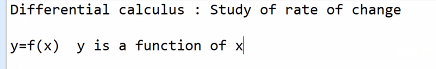 Differential calculus : Study of rate of change
y=f(x)  y is a function of x